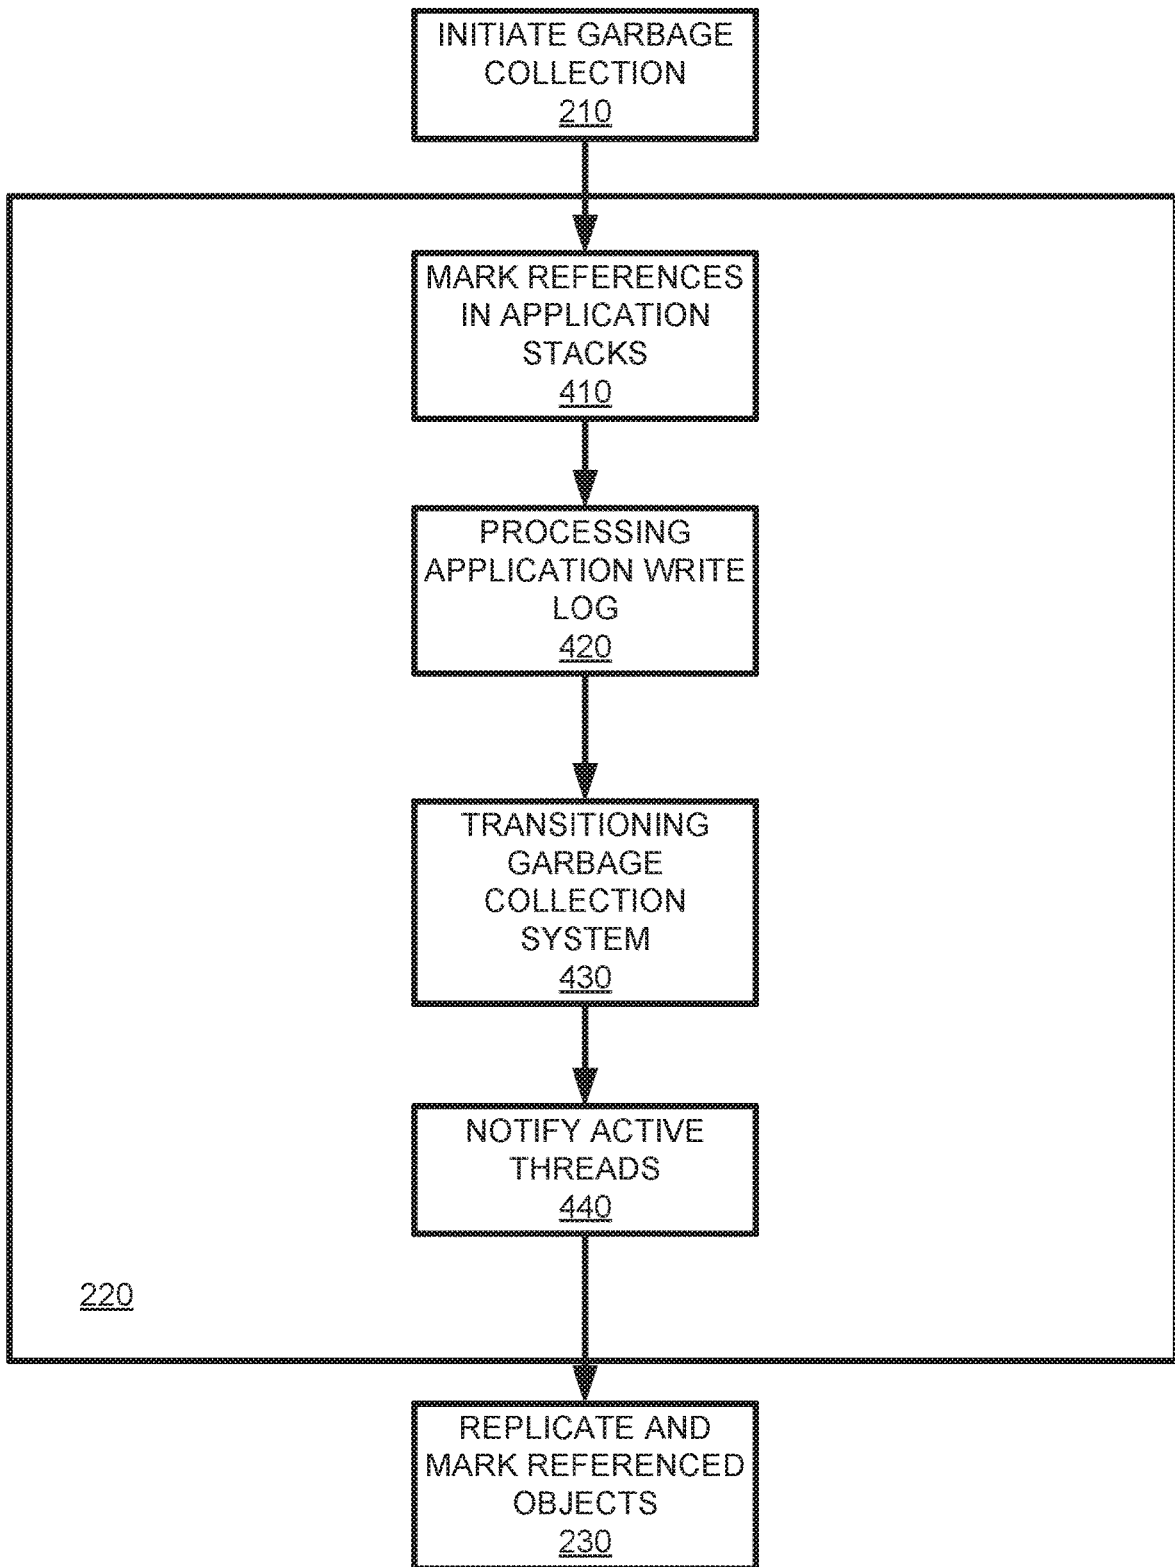 INITIATE GARBAGE
COLLECTION
210
MARK REFERENCES
IN APPLICATION
STACKS
410
PROCESSING
APPLICATION WRITE
LOG
420
TRANSITIONING
GARBAGE
COLLECTION
SYSTEM
430
NOTIFY ACTIVE
THREADS
440
220
REPLICATE AND
MARK REFERENCED
OBJECTS
230